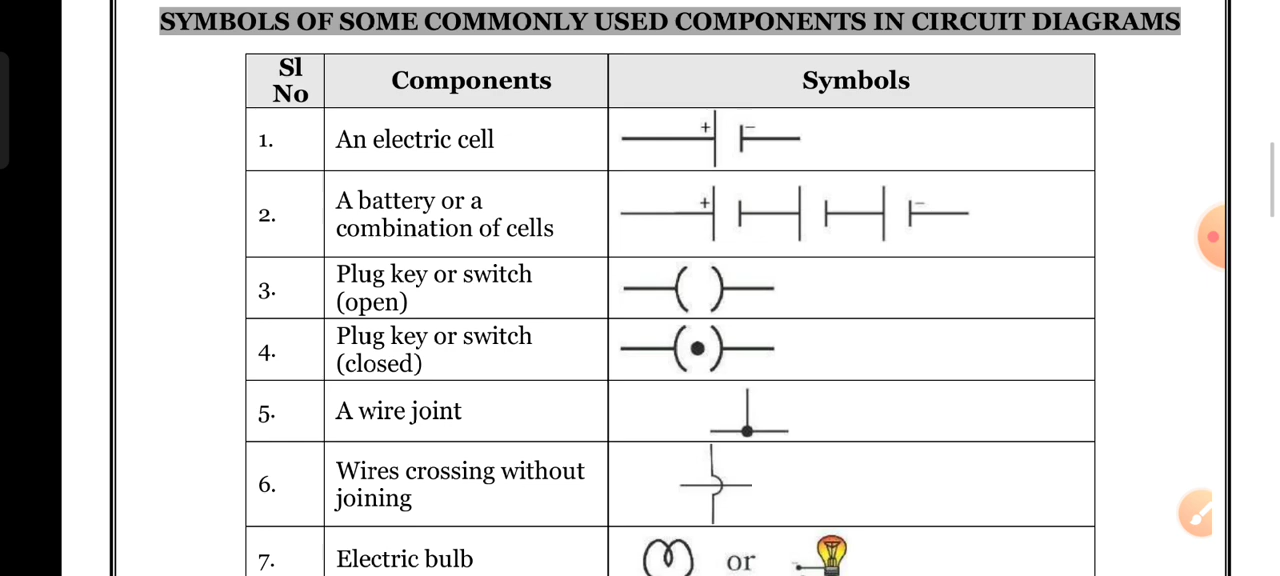 SYMBOLS OF SOME COMMONLY USED COMPONENTS IN CIRCUIT DIAGRAMS
Sl
No
Components
Symbols
1.
An electric cell
+
−
2.
A battery or a
combination of cells
+
−
3.
Plug key or switch
(open)
4.
Plug key or switch
(closed)
5.
A wire joint
6.
Wires crossing without
joining
7.
Electric bulb
or